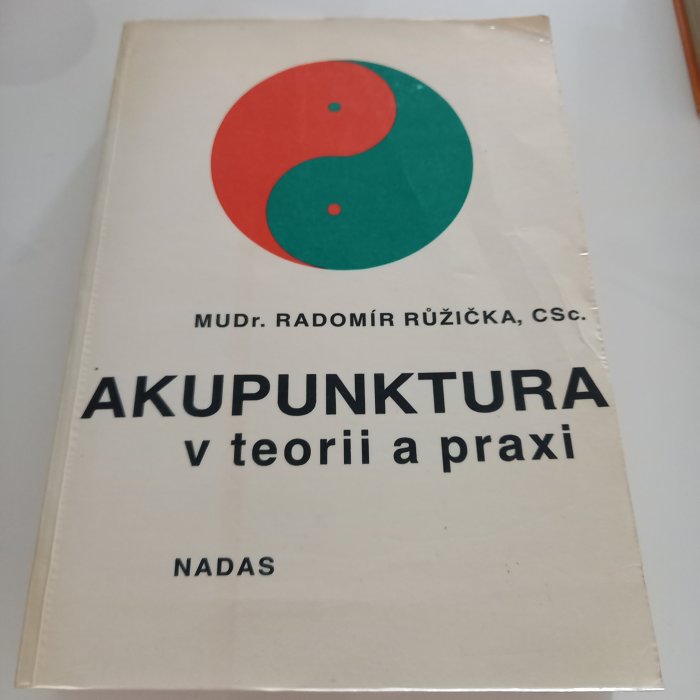 MUDr. RADOMÍR RŮŽIČKA, CSc.
AKUPUNKTURA
v teorii a praxi
NADAS